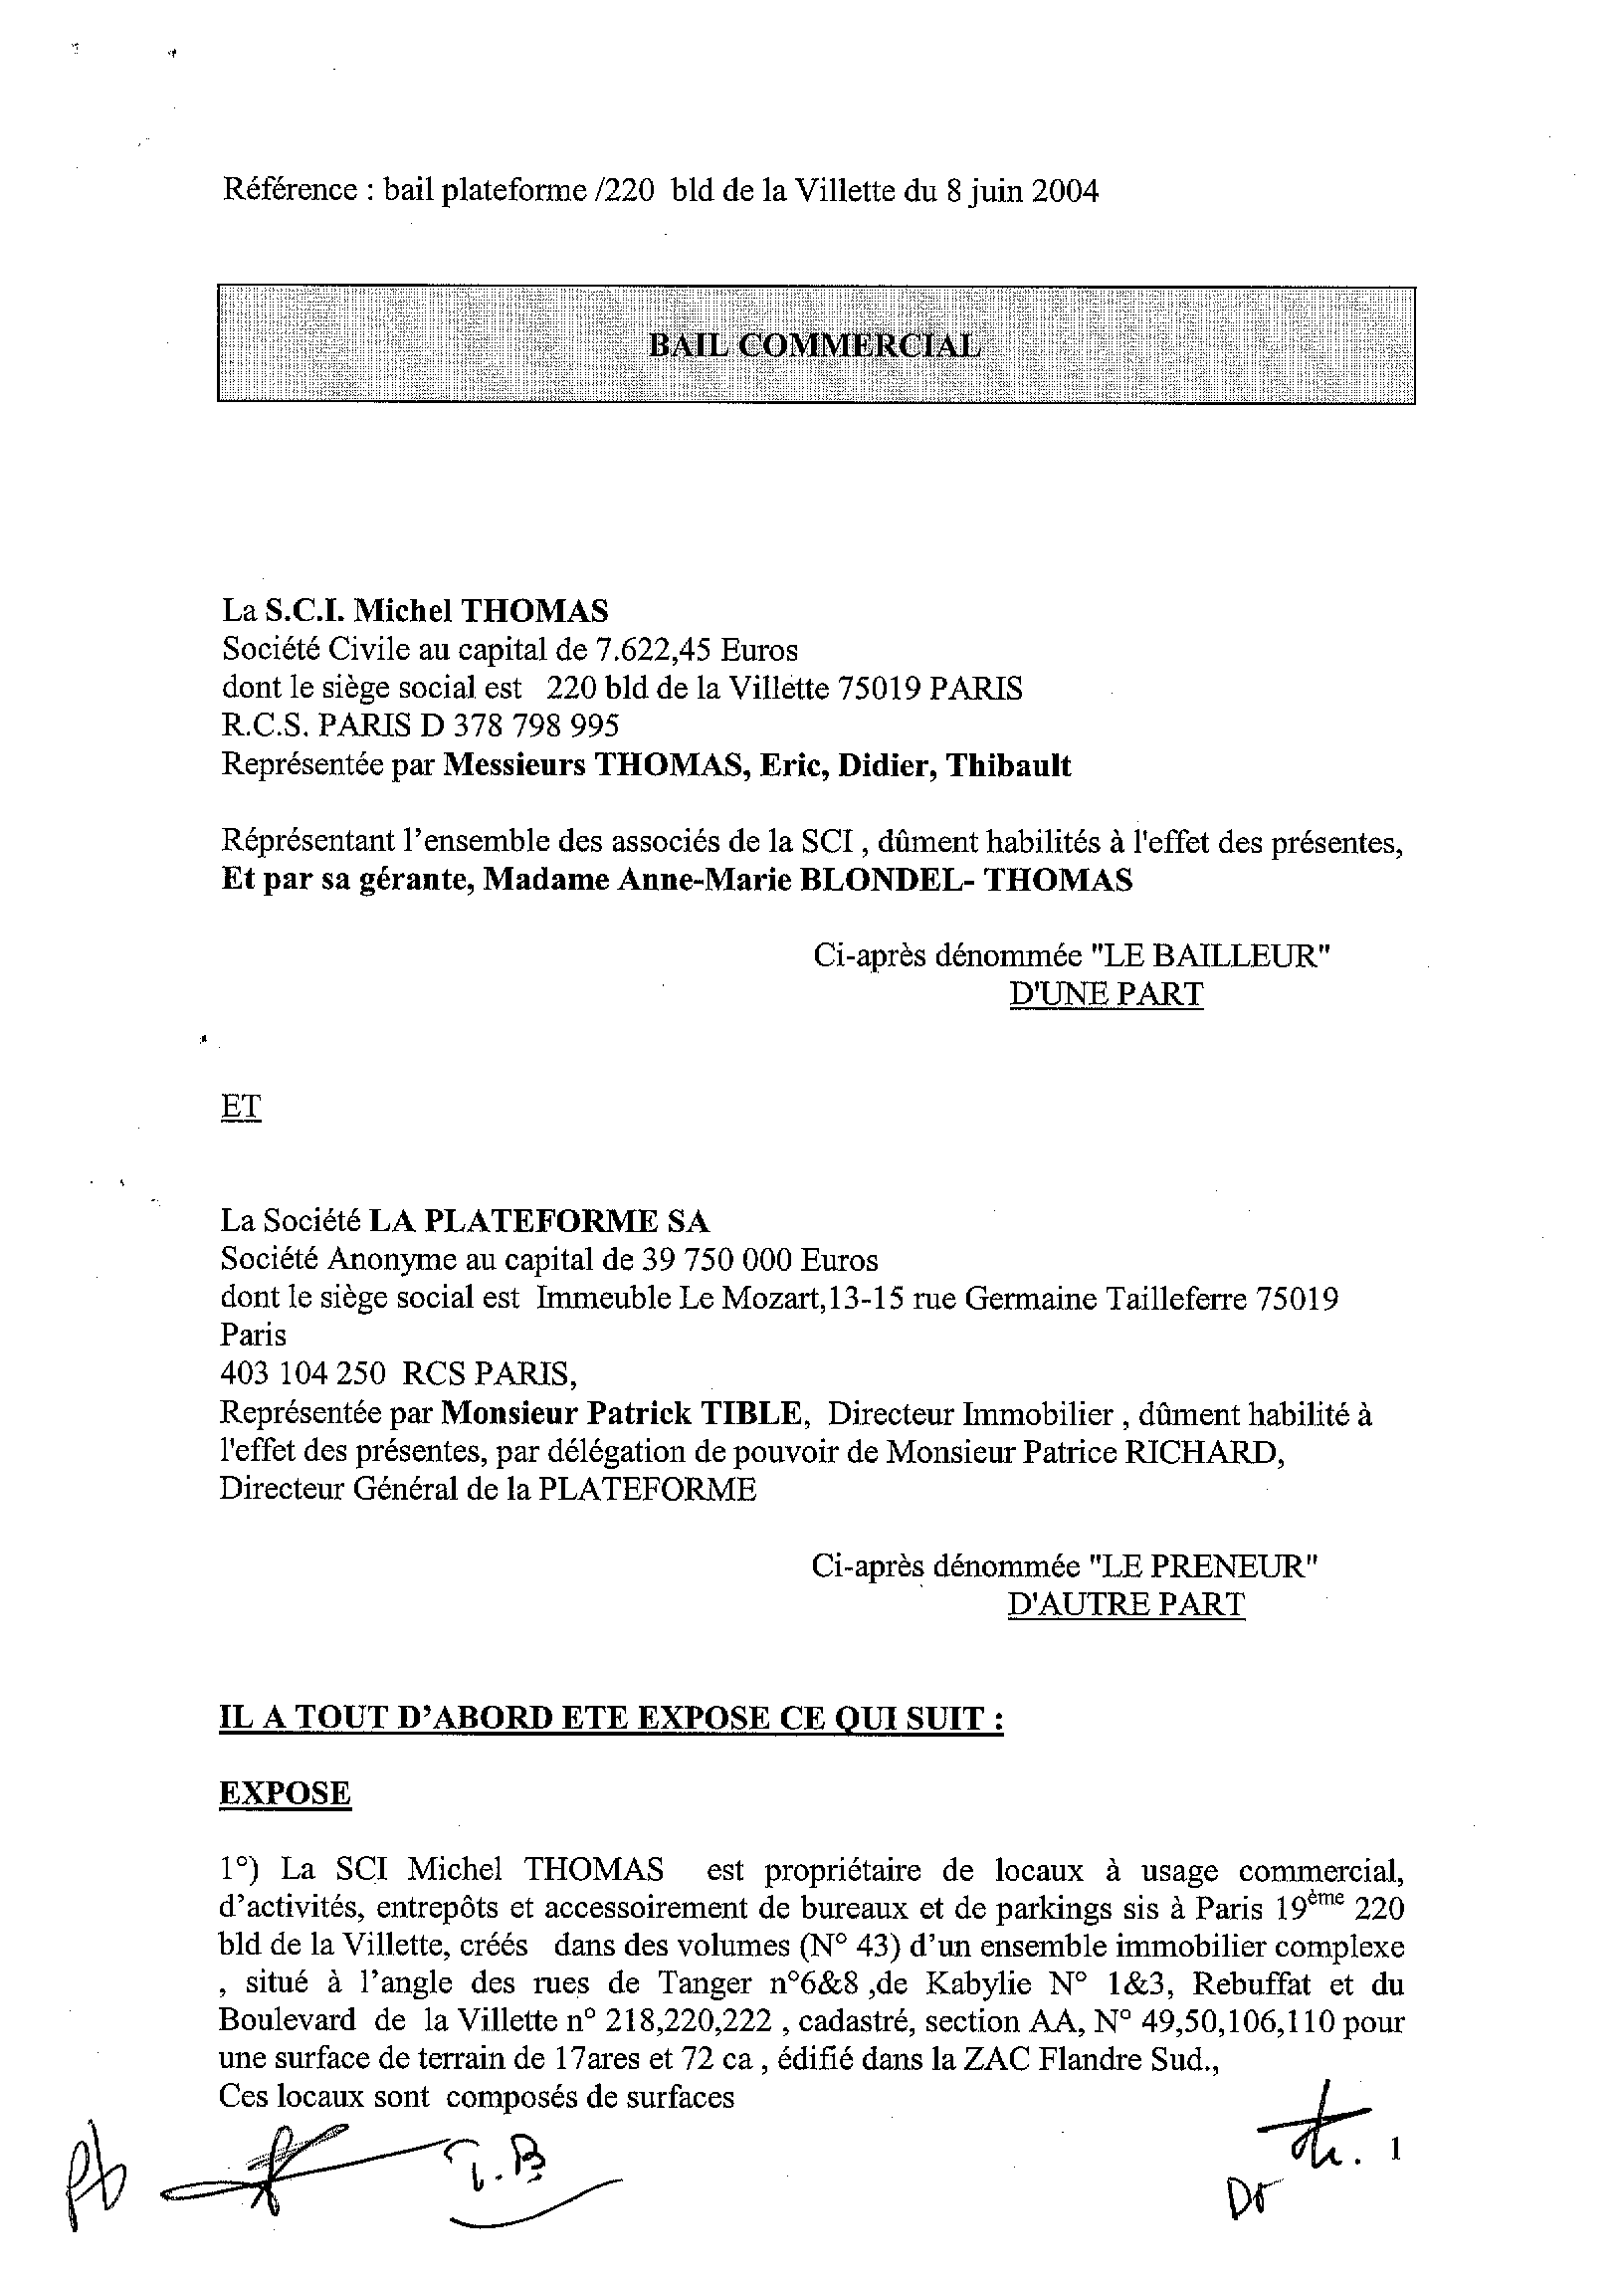 Référence : bail plateforme /220 bld de la Villette du 8 juin 2004
BAIL COMMERCIAL
La S.C.I. Michel THOMAS
Société Civile au capital de 7.622,45 Euros
dont le siège social est 220 bld de la Villette 75019 PARIS
R.C.S. PARIS D 378 798 995
Représentée par Messieurs THOMAS, Eric, Didier, Thibault
Réprésentant l'ensemble des associés de la SCI , dûment habilités à l'effet des présentes,
Et par sa gérante, Madame Anne-Marie BLONDEL- THOMAS
Ci-après dénommée "LE BAILLEUR"
D'UNE PART
ET
La Société LA PLATEFORME SA
Société Anonyme au capital de 39 750 000 Euros
dont le siège social est Immeuble Le Mozart,13-15 rue Germaine Tailleferre 75019
Paris
403 104 250 RCS PARIS,
Représentée par Monsieur Patrick TIBLE, Directeur Immobilier , dûment habilité à
l'effet des présentes, par délégation de pouvoir de Monsieur Patrice RICHARD,
Directeur Général de la PLATEFORME
Ci-après dénommée "LE PRENEUR"
D'AUTRE PART
IL A TOUT D'ABORD ETE EXPOSE CE QUI SUIT :
EXPOSE
1°) La SCI Michel THOMAS est propriétaire de locaux à usage commercial,
d'activités, entrepôts et accessoirement de bureaux et de parkings sis à Paris 19ème 220
bld de la Villette, créés dans des volumes (N° 43) d'un ensemble immobilier complexe
, situé à l'angle des rues de Tanger n°6&8 ,de Kabylie N° 1&3, Rebuffat et du
Boulevard de la Villette n° 218,220,222 , cadastré, section AA, N° 49,50,106,110 pour
une surface de terrain de 17ares et 72 ca , édifié dans la ZAC Flandre Sud.,
Ces locaux sont composés de surfaces
1